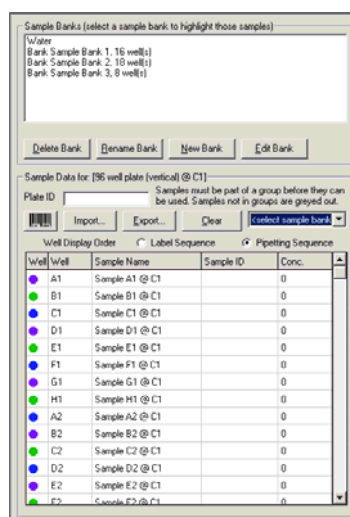 Sample Banks (select a sample bank to highlight those samples)
Water
Bank Sample Bank 1, 16 well(s)
Bank Sample Bank 2, 18 well(s)
Bank Sample Bank 3, 8 well(s)
Delete Bank Rename Bank New Bank Edit Bank
Sample Data for: [96 well plate (vertical) @ C1]
Plate ID
Samples must be part of a group before they can
be used. Samples not in groups are greyed out.
Import... Export... Clear <select sample bank
Well Display Order Label Sequence Pipetting Sequence
Well Well Sample Name Sample ID Conc.
A1 Sample A1 @ C1 0
B1 Sample B1 @ C1 0
C1 Sample C1 @ C1 0
D1 Sample D1 @ C1 0
E1 Sample E1 @ C1 0
F1 Sample F1 @ C1 0
G1 Sample G1 @ C1 0
H1 Sample H1 @ C1 0
A2 Sample A2 @ C1 0
B2 Sample B2 @ C1 0
C2 Sample C2 @ C1 0
D2 Sample D2 @ C1 0
E2 Sample E2 @ C1 0
F2 Sample F2 @ C1 0